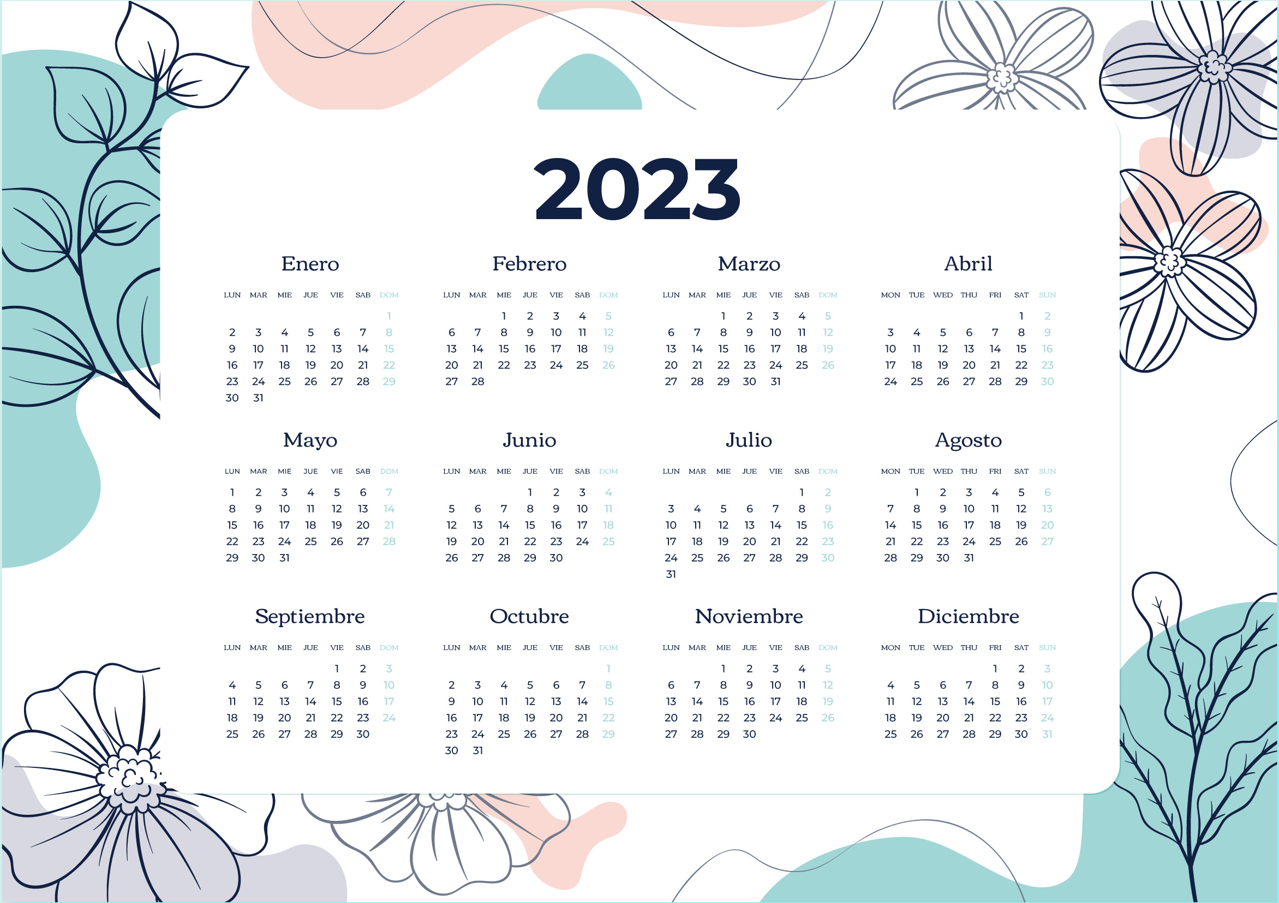 2023
Enero Febrero Marzo Abril
LUN MAR MIE JUE VIE SAB DOM LUN MAR MIE JUE VIE SAB DOM LUN MAR MIE JUE VIE SAB DOM MON TUE WED THU FRI SAT SUN
1 1 2 3 4 5 1 2 3 4 5 1 2
2 3 4 5 6 7 8 6 7 8 9 10 11 12 6 7 8 9 10 11 12 3 4 5 6 7 8 9
9 10 11 12 13 14 15 13 14 15 16 17 18 19 13 14 15 16 17 18 19 10 11 12 13 14 15 16
16 17 18 19 20 21 22 20 21 22 23 24 25 26 20 21 22 23 24 25 26 17 18 19 20 21 22 23
23 24 25 26 27 28 29 27 28 27 28 29 30 31 24 25 26 27 28 29 30
30 31
Mayo Junio Julio Agosto
LUN MAR MIE JUE VIE SAB DOM LUN MAR MIE JUE VIE SAB DOM LUN MAR MIE JUE VIE SAB DOM MON TUE WED THU FRI SAT SUN
1 2 3 4 5 6 7 1 2 3 4 1 2 1 2 3 4 5 6
8 9 10 11 12 13 14 5 6 7 8 9 10 11 3 4 5 6 7 8 9 7 8 9 10 11 12 13
15 16 17 18 19 20 21 12 13 14 15 16 17 18 10 11 12 13 14 15 16 14 15 16 17 18 19 20
22 23 24 25 26 27 28 19 20 21 22 23 24 25 17 18 19 20 21 22 23 21 22 23 24 25 26 27
29 30 31 26 27 28 29 30 24 25 26 27 28 29 30 28 29 30 31
31
Septiembre Octubre Noviembre Diciembre
LUN MAR MIE JUE VIE SAB DOM LUN MAR MIE JUE VIE SAB DOM LUN MAR MIE JUE VIE SAB DOM MON TUE WED THU FRI SAT SUN
1 2 3 1 1 2 3 4 5 1 2 3
4 5 6 7 8 9 10 2 3 4 5 6 7 8 6 7 8 9 10 11 12 4 5 6 7 8 9 10
11 12 13 14 15 16 17 9 10 11 12 13 14 15 13 14 15 16 17 18 19 11 12 13 14 15 16 17
18 19 20 21 22 23 24 16 17 18 19 20 21 22 20 21 22 23 24 25 26 18 19 20 21 22 23 24
25 26 27 28 29 30 23 24 25 26 27 28 29 27 28 29 30 25 26 27 28 29 30 31
30 31